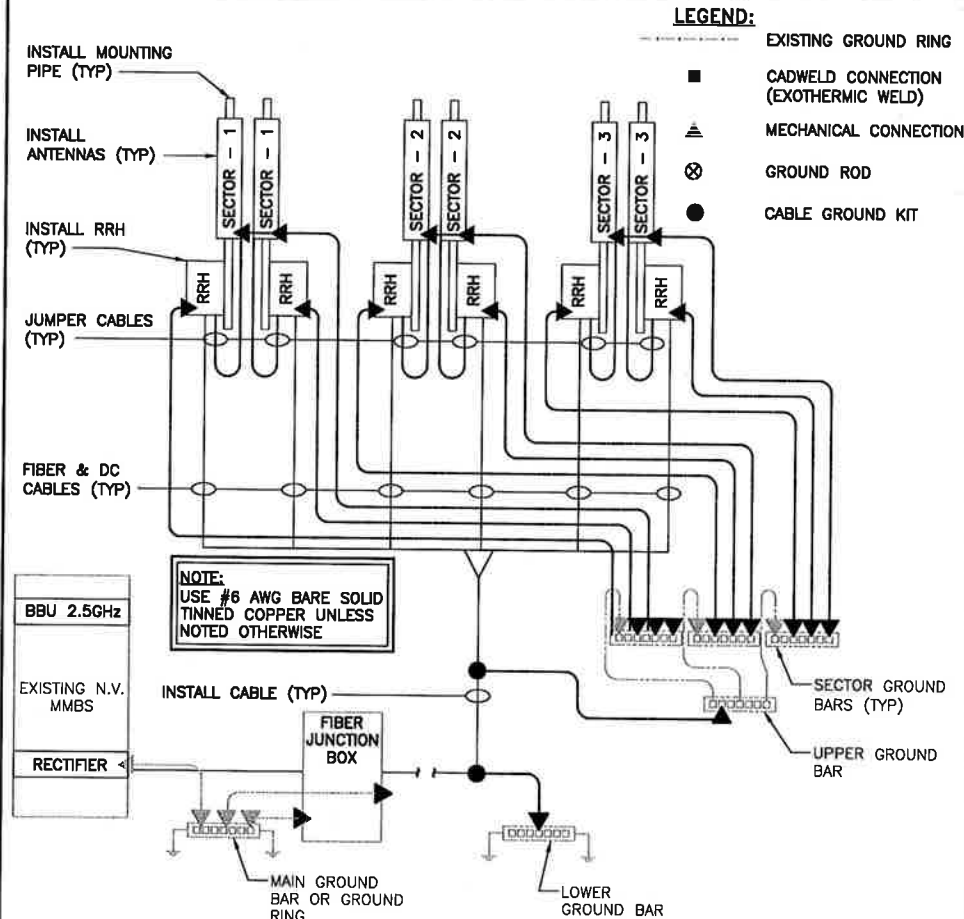 LEGEND:
EXISTING GROUND RING
CADWELD CONNECTION
(EXOTHERMIC WELD)
MECHANICAL CONNECTION
GROUND ROD
CABLE GROUND KIT
INSTALL MOUNTING
PIPE (TYP)
INSTALL
ANTENNAS (TYP)
INSTALL RRH
(TYP)
JUMPER CABLES
(TYP)
FIBER & DC
CABLES (TYP)
SECTOR - 1
SECTOR - 1
SECTOR - 2
SECTOR - 2
SECTOR - 3
SECTOR - 3
RRH
RRH
RRH
RRH
RRH
RRH
NOTE:
USE #6 AWG BARE SOLID
TINNED COPPER UNLESS
NOTED OTHERWISE
BBU 2.5GHz
EXISTING N.V.
MMBS
RECTIFIER
INSTALL CABLE (TYP)
FIBER
JUNCTION
BOX
SECTOR GROUND
BARS (TYP)
UPPER GROUND
BAR
MAIN GROUND
BAR OR GROUND
RING
LOWER
GROUND BAR